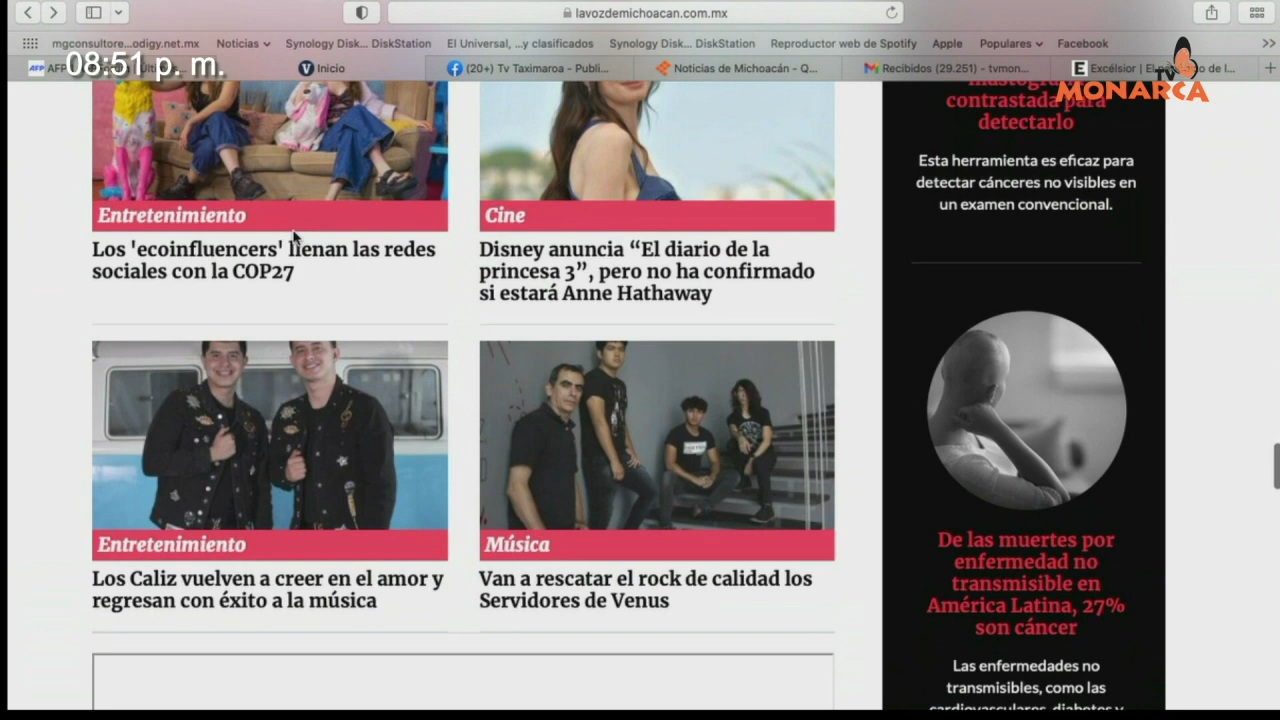 lavozdemichoacan.com.mx
mgconsultore...odigy.net.mx
Noticias
Synology Disk... DiskStation
El Universal, ...y clasificados
Synology Disk... DiskStation
Reproductor web de Spotify
Apple
Populares
Facebook
08:51 p. m.
AFP
Inicio
(20+) Tv Taximaroa - Publi...
Noticias de Michoacán - Q...
Recibidos (29.251) - tvmon...
Excélsior | El
TV
MONARCA
contrastada para
detectarlo
Esta herramienta es eficaz para
detectar cánceres no visibles en
un examen convencional.
Entretenimiento
Los 'ecoinfluencers' llenan las redes
sociales con la COP27
Cine
Disney anuncia “El diario de la
princesa 3”, pero no ha confirmado
si estará Anne Hathaway
Entretenimiento
Los Caliz vuelven a creer en el amor y
regresan con éxito a la música
Música
Van a rescatar el rock de calidad los
Servidores de Venus
De las muertes por
enfermedad no
transmisible en
América Latina, 27%
son cáncer
Las enfermedades no
transmisibles, como las
cardiovasculares, diabetes y